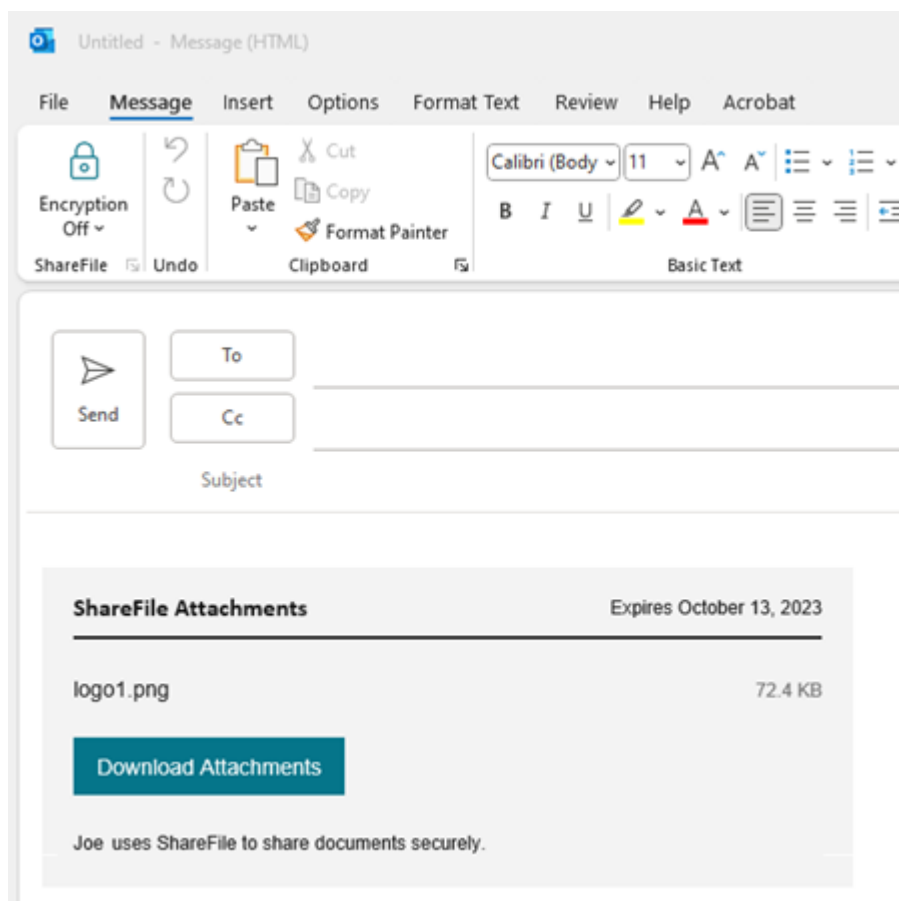 Untitled - Message (HTML)
File Message Insert Options Format Text Review Help Acrobat
Encryption Off
Paste
Cut
Copy
Format Painter
Calibri (Body 11
B I U A
ShareFile Undo Clipboard Basic Text
Send
To
Cc
Subject
ShareFile Attachments Expires October 13, 2023
logo1.png 72.4 KB
Download Attachments
Joe uses ShareFile to share documents securely.